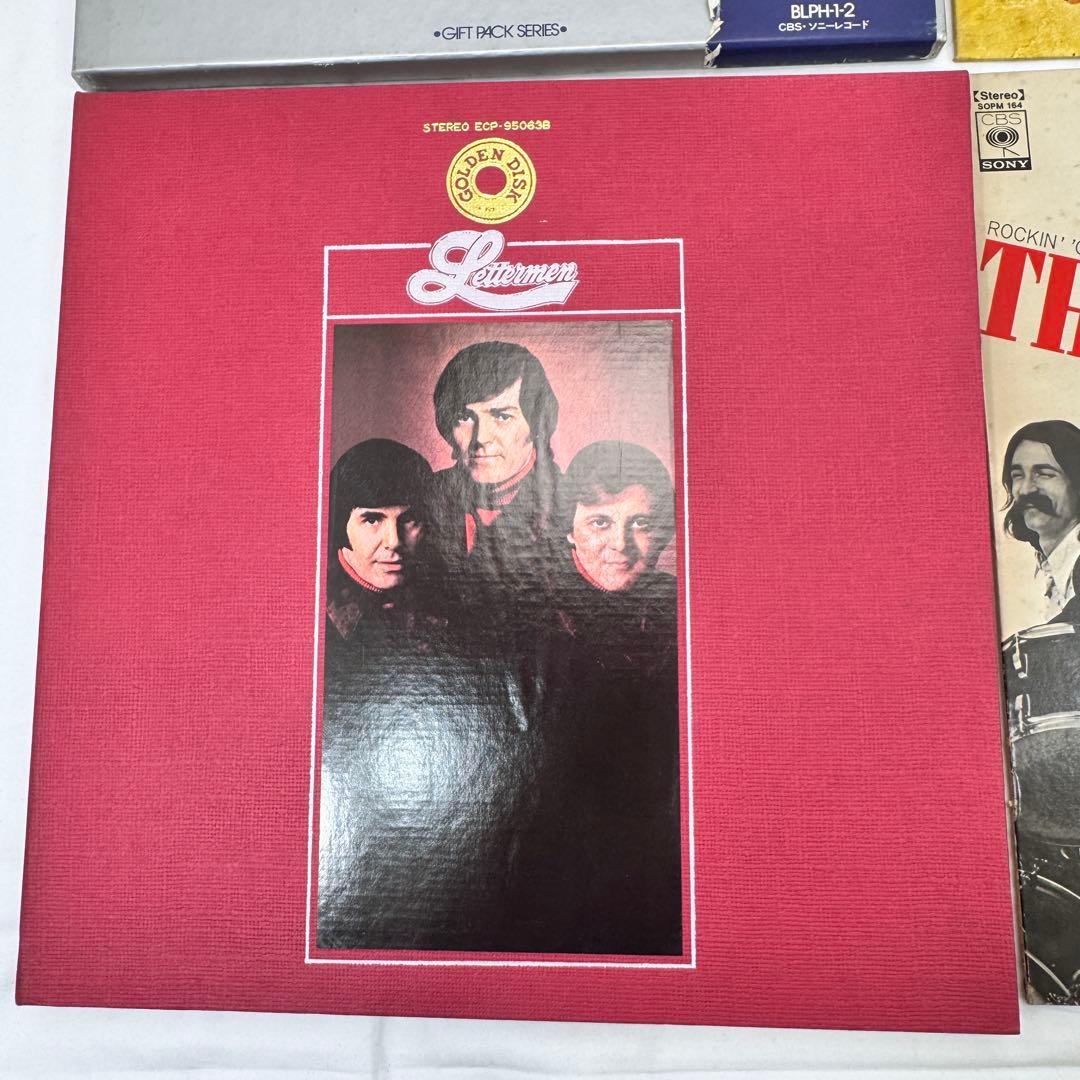 •GIFT PACK SERIES•
BLPH-1-2
CBS・ソニーレコード
STEREO ECP-95063B
GOLDEN DISK
Lettermen
【Stereo】
SOPM 164
CBS
SONY
ROCKIN'
TH